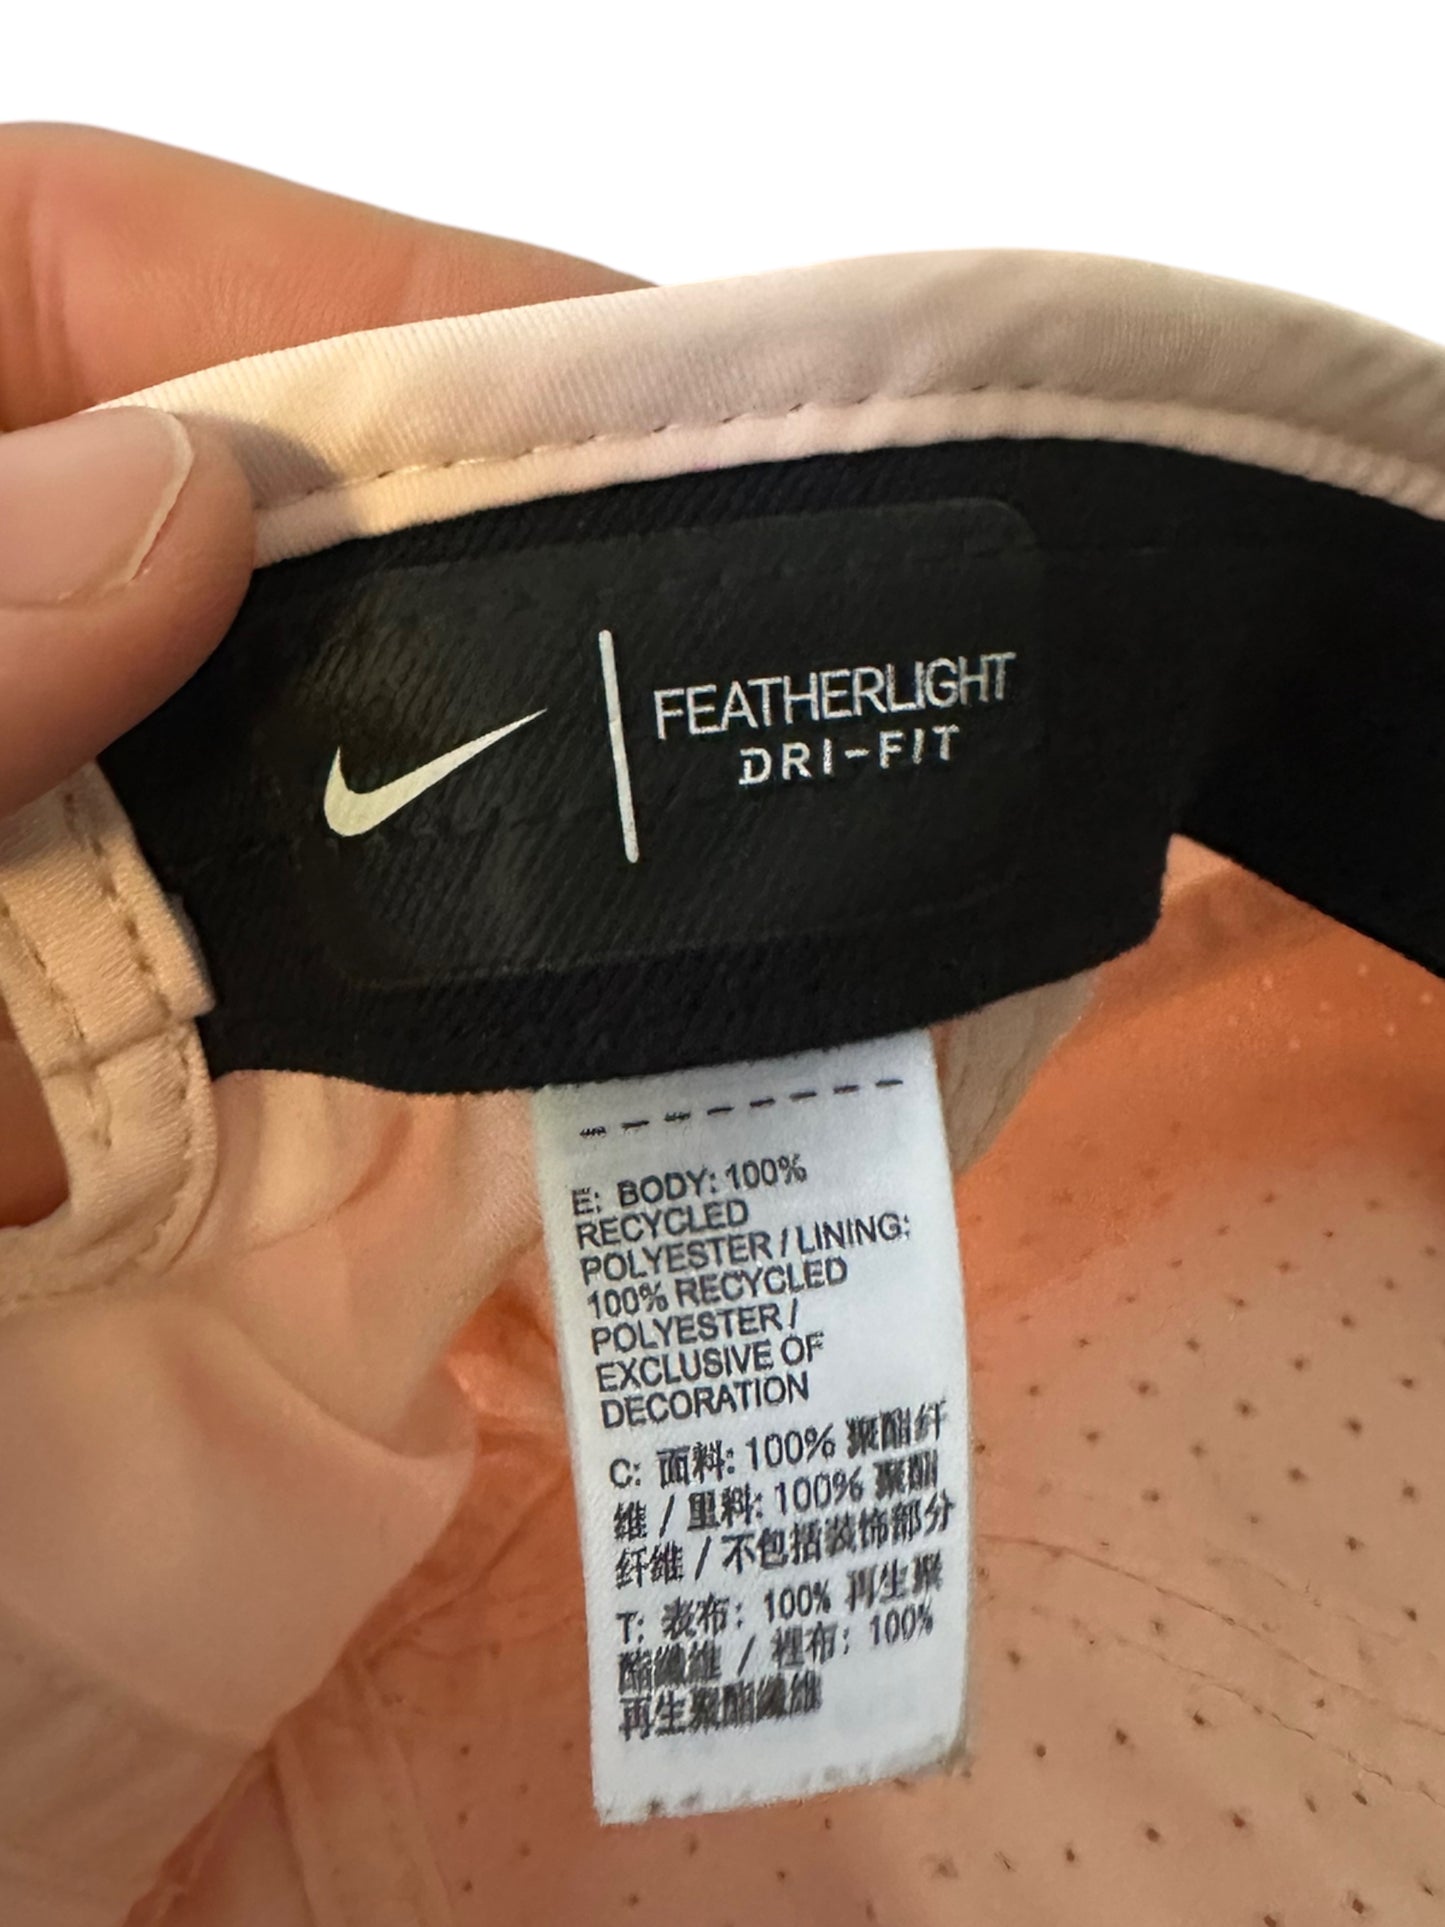 FEATHERLIGHT
DRI-FIT
E: BODY: 100%
RECYCLED
POLYESTER / LINING:
100% RECYCLED
POLYESTER /
EXCLUSIVE OF
DECORATION
C: 面料: 100% 聚酯纤
维 / 里料: 100% 聚酯
纤维 / 不包括装饰部分
T: 表布: 100% 再生聚
酯纖維 / 裡布: 100%
再生聚酯纖維